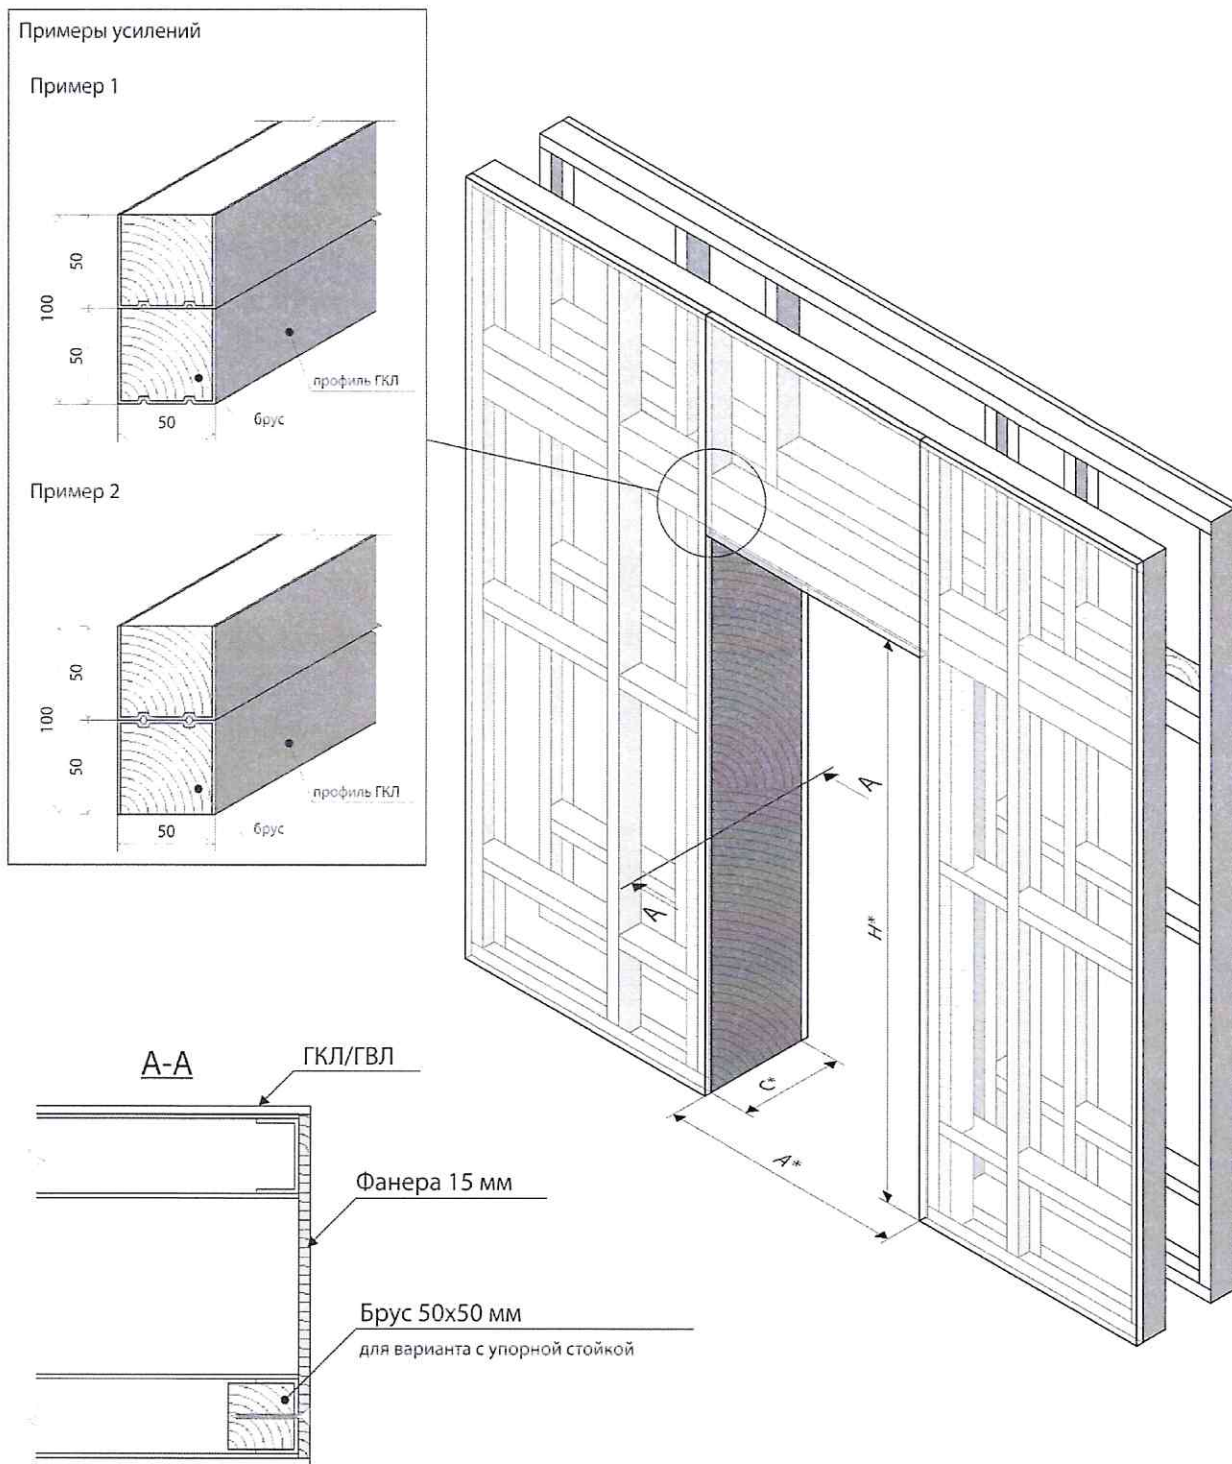 Примеры усилений
Пример 1
50
100
50
50
профиль ГКЛ
брус
Пример 2
50
100
50
50
профиль ГКЛ
брус
A
A
H*
C*
A*
А-А
ГКЛ/ГВЛ
Фанера 15 мм
Брус 50х50 мм
для варианта с упорной стойкой